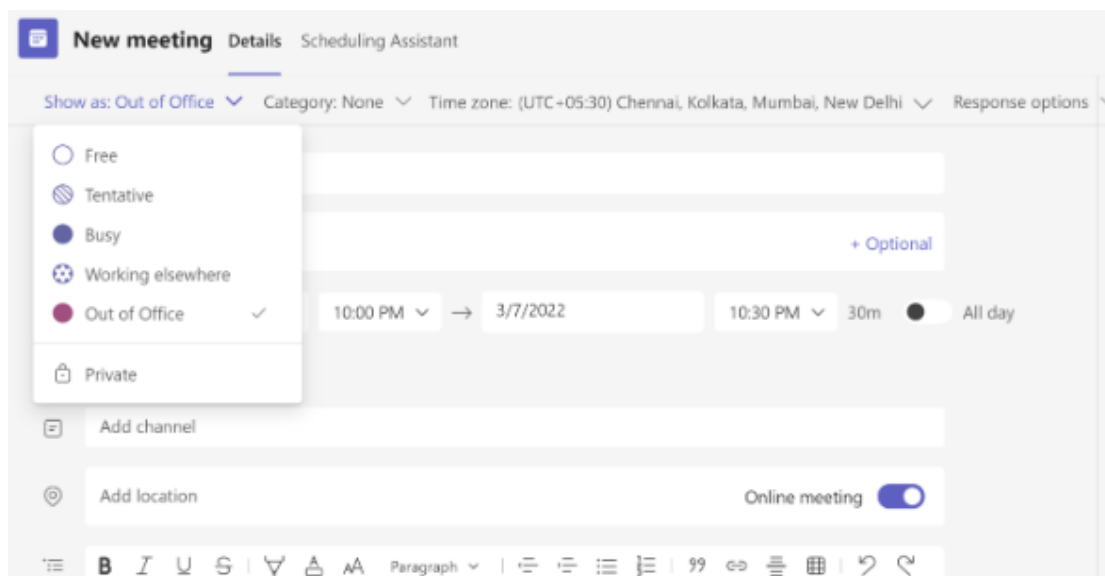 New meeting Details Scheduling Assistant
Show as: Out of Office Category: None Time zone: (UTC+05:30) Chennai, Kolkata, Mumbai, New Delhi Response options
Free
Tentative
Busy
+ Optional
Working elsewhere
Out of Office 10:00 PM → 3/7/2022 10:30 PM 30m All day
Private
Add channel
Add location Online meeting
B I U S A AA Paragraph 99